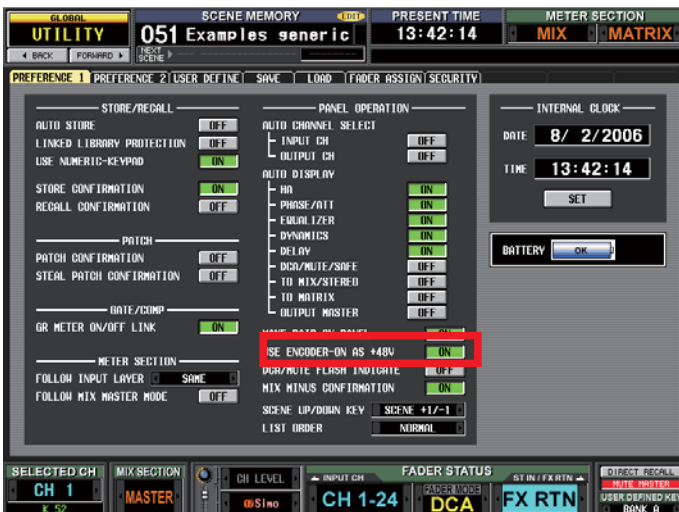 GLOBAL
UTILITY
BACK
FORWARD
SCENE MEMORY
EDIT
051 Examples generic
NEXT SCENE
PRESENT TIME
13:42:14
METER SECTION
MIX
MATRIX
PREFERENCE 1
PREFERENCE 2
USER DEFINE
SAVE
LOAD
FADER ASSIGN
SECURITY
STORE/RECALL
AUTO STORE OFF
LINKED LIBRARY PROTECTION OFF
USE NUMERIC-KEYPAD ON
STORE CONFIRMATION ON
RECALL CONFIRMATION OFF
PATCH
PATCH CONFIRMATION OFF
STEAL PATCH CONFIRMATION OFF
GATE/COMP
GR METER ON/OFF LINK ON
METER SECTION
FOLLOW INPUT LAYER SAME
FOLLOW MIX MASTER MODE OFF
PANEL OPERATION
AUTO CHANNEL SELECT
INPUT CH OFF
OUTPUT CH OFF
AUTO DISPLAY
HA ON
PHASE/ATT ON
EQUALIZER ON
DYNAMICS ON
DELAY ON
DCA/MUTE/SAFE OFF
TO MIX/STEREO OFF
TO MATRIX OFF
OUTPUT MASTER OFF
USE ENCODER-ON AS +48V ON
DCA/MUTE FLASH INDICATE OFF
MIX MINUS CONFIRMATION ON
SCENE UP/DOWN KEY SCENE +1/-1
LIST ORDER NORMAL
INTERNAL CLOCK
DATE 8/ 2/2006
TIME 13:42:14
SET
BATTERY OK
SELECTED CH
CH 1
K 52
MIX SECTION
MASTER
CH LEVEL
INPUT CH
CH 1-24
FADER STATUS
FADER MODE
DCA
ST IN / FX RTN
FX RTN
DIRECT RECALL
MUTE MASTER
USER DEFINED KEY
BANK A